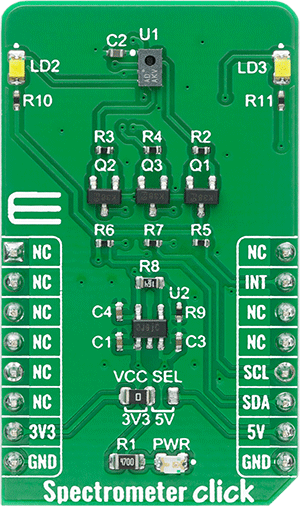 C2 U1
LD2 LD3
R10 R11
R3 R4 R2
Q2 Q3 Q1
R6 R7 R5
NC R8 NC
NC U2 INT
NC C4 R9 NC
NC C1 C3 NC
NC SCL
NC VCC SEL SDA
3V3 3V3 5V 5V
GND R1 PWR GND
4700
Spectrometer click